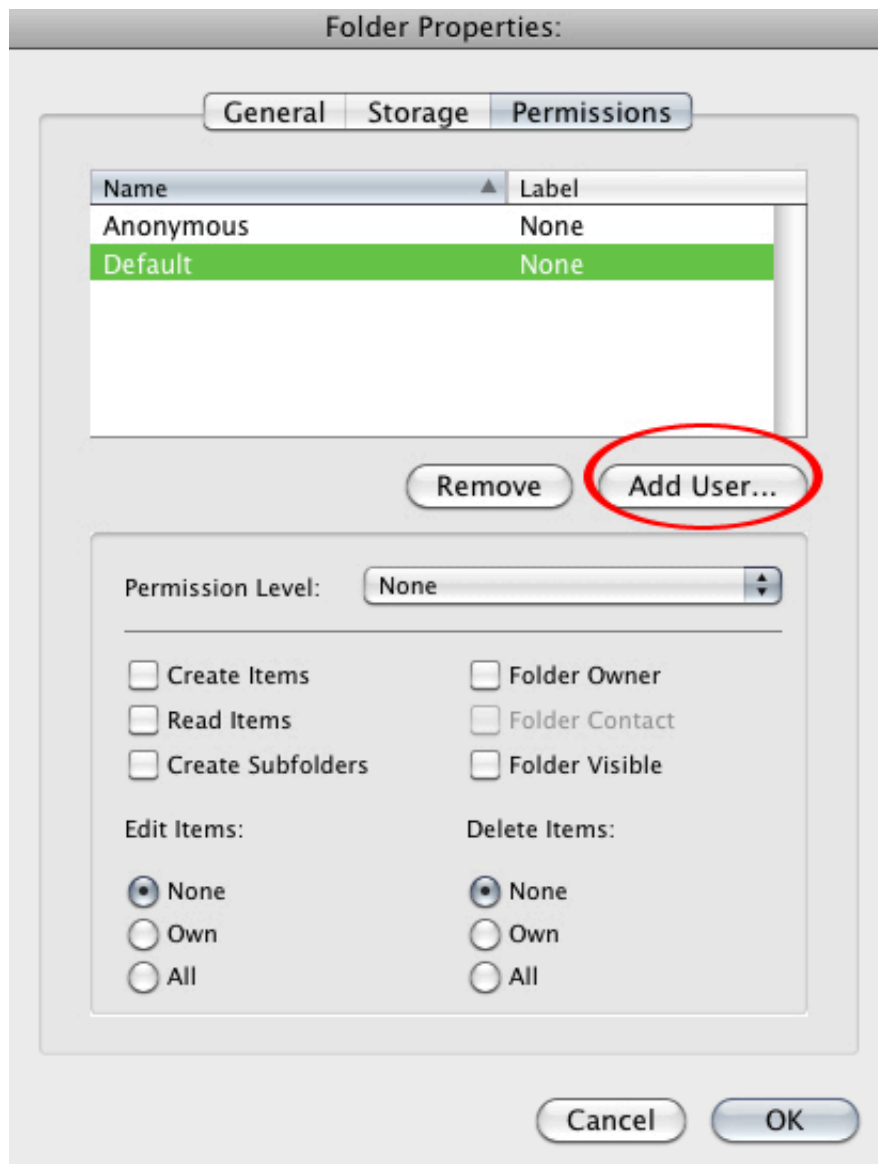 Folder Properties:
General Storage Permissions
Name Label
Anonymous None
Default None
Remove Add User...
Permission Level: None
Create Items Folder Owner
Read Items Folder Contact
Create Subfolders Folder Visible
Edit Items: Delete Items:
None None
Own Own
All All
Cancel OK